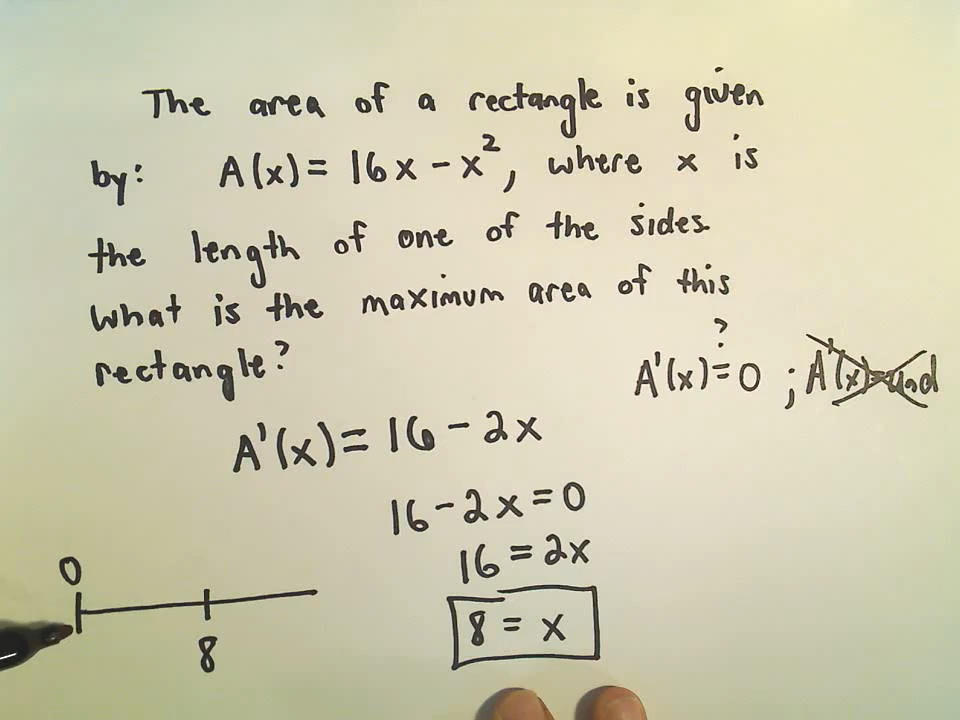 The area of a rectangle is given
by: A(x) = 16x - x², where x is
the length of one of the sides.
What is the maximum area of this
rectangle?
A'(x) ?= 0 ; A'(x) = und
A'(x) = 16 - 2x
16 - 2x = 0
16 = 2x
8 = x
0
8